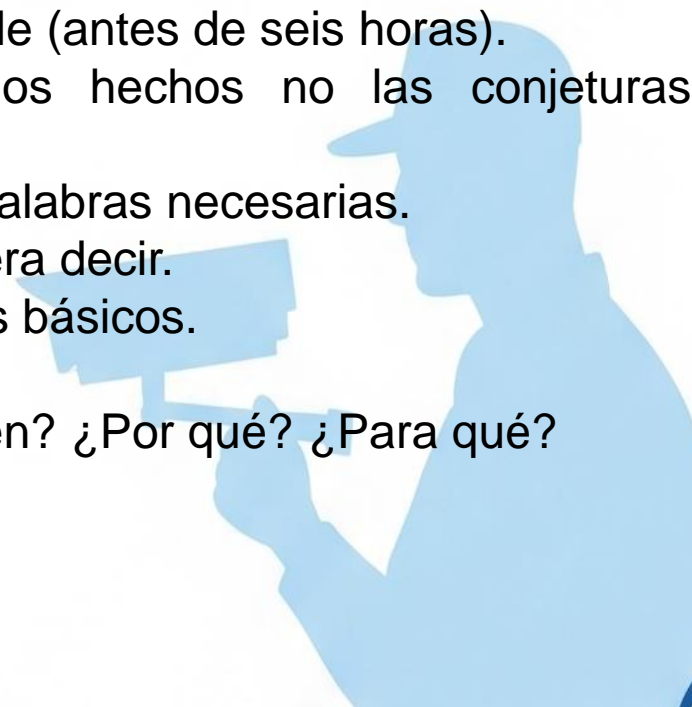 le (antes de seis horas).
os hechos no las conjeturas
alabras necesarias.
era decir.
s básicos.
en? ¿Por qué? ¿Para qué?